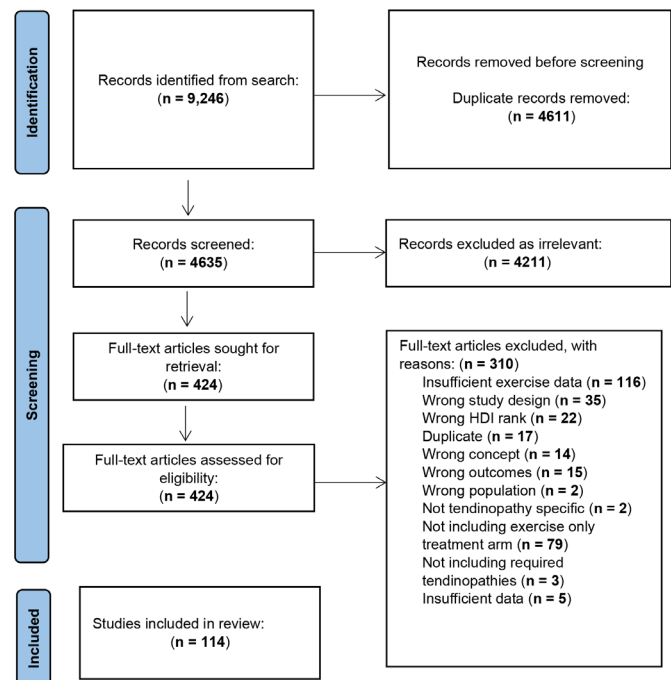 Identification
Records identified from search:
(n = 9,246)
Records removed before screening
Duplicate records removed:
(n = 4611)
Screening
Records screened:
(n = 4635)
Records excluded as irrelevant:
(n = 4211)
Full-text articles sought for
retrieval:
(n = 424)
Full-text articles assessed for
eligibility:
(n = 424)
Full-text articles excluded, with
reasons: (n = 310)
Insufficient exercise data (n = 116)
Wrong study design (n = 35)
Wrong HDI rank (n = 22)
Duplicate (n = 17)
Wrong concept (n = 14)
Wrong outcomes (n = 15)
Wrong population (n = 2)
Not tendinopathy specific (n = 2)
Not including exercise only
treatment arm (n = 79)
Not including required
tendinopathies (n = 3)
Insufficient data (n = 5)
Included
Studies included in review:
(n = 114)